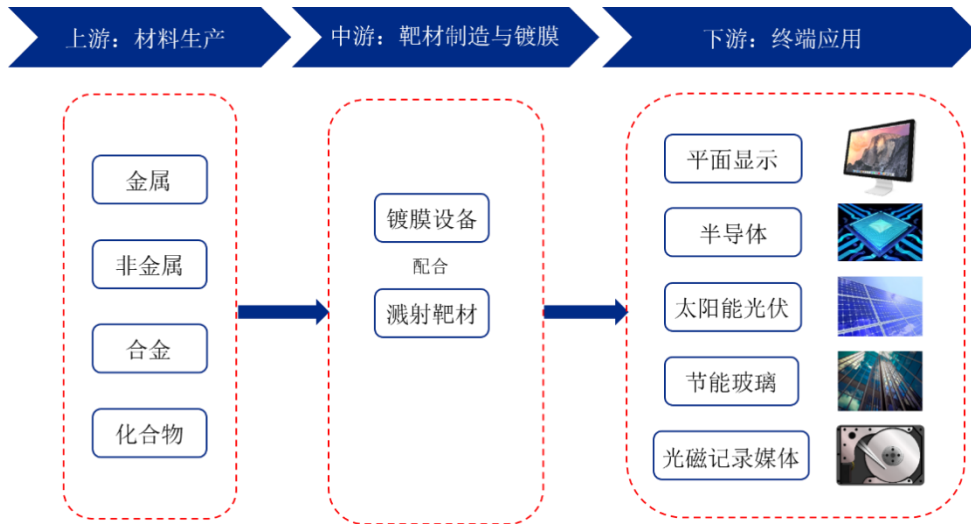 上游：材料生产
中游：靶材制造与镀膜
下游：终端应用
金属
非金属
合金
化合物
镀膜设备
配合
溅射靶材
平面显示
半导体
太阳能光伏
节能玻璃
光磁记录媒体